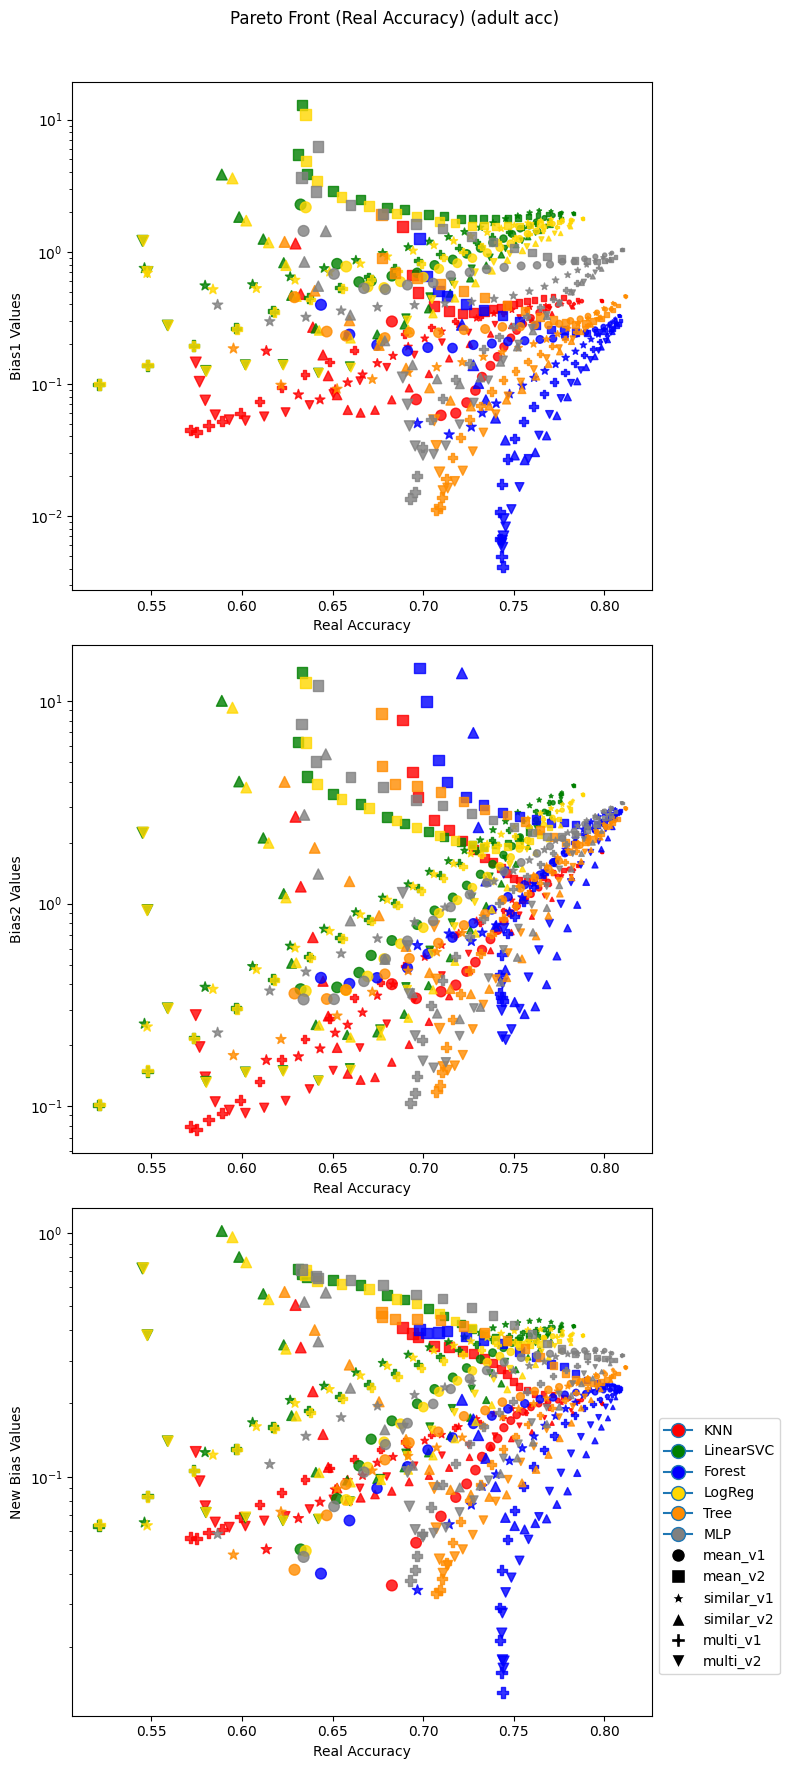 Pareto Front (Real Accuracy) (adult acc)
10¹
10⁰
10⁻¹
10⁻²
Bias1 Values
0.55 0.60 0.65 0.70 0.75 0.80
Real Accuracy
10¹
10⁰
10⁻¹
Bias2 Values
0.55 0.60 0.65 0.70 0.75 0.80
Real Accuracy
10⁰
10⁻¹
New Bias Values
0.55 0.60 0.65 0.70 0.75 0.80
Real Accuracy
KNN
LinearSVC
Forest
LogReg
Tree
MLP
mean_v1
mean_v2
similar_v1
similar_v2
multi_v1
multi_v2